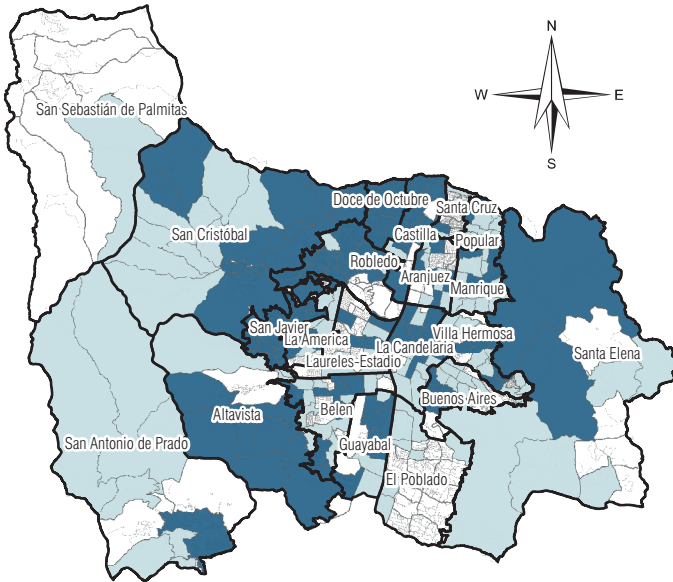 N
W
E
S
San Sebastián de Palmitas
Doce de Octubre
Santa Cruz
San Cristóbal
Castilla
Popular
Robledo
Aranjuez
Manrique
San Javier
La America
Villa Hermosa
La Candelaria
Laureles-Estadio
Santa Elena
Buenos Aires
Altavista
Belen
San Antonio de Prado
Guayabal
El Poblado